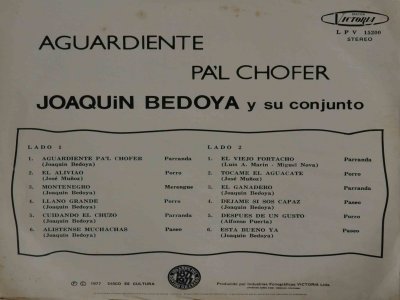 VICTORIA
L P V 15200
STEREO
AGUARDIENTE
PA'L CHOFER
JOAQUIN BEDOYA y su conjunto
LADO 1
1. AGUARDIENTE PA'L CHOFER Parranda
(Joaquín Bedoya)
2. EL ALIVIAO Porro
(José Muñoz)
3. MONTENEGRO Merengue
(Joaquín Bedoya)
4. LLANO GRANDE Porro
(Joaquín Bedoya)
5. CUIDANDO EL CHUZO Parranda
(Joaquín Bedoya)
6. ALISTENSE MUCHACHAS Paseo
(Joaquín Bedoya)
LADO 2
1. EL VIEJO FORTACHO Parranda
(Luis A. Marín - Miguel Nova)
2. TOCAME EL AGUACATE Porro
(José Muñoz)
3. EL GANADERO Parranda
(Joaquín Bedoya)
4. DEJAME SI SOS CAPAZ Paseo
(Joaquín Bedoya)
5. DESPUES DE UN GUSTO Porro
(Alfonso Puerta)
6. ESTA BUENO YA Paseo
(Joaquín Bedoya)
℗ © 1977 DISCO ES CULTURA
Producido por Industrias Fonográficas VICTORIA Ltda.